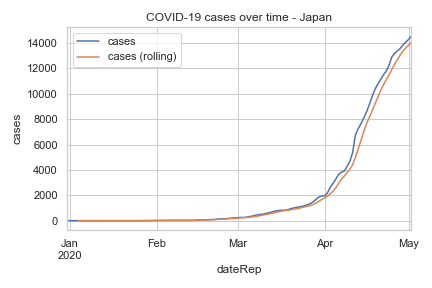 COVID-19 cases over time - Japan
cases
cases (rolling)
14000
12000
10000
8000
6000
4000
2000
0
cases
Jan
2020
Feb
Mar
Apr
May
dateRep